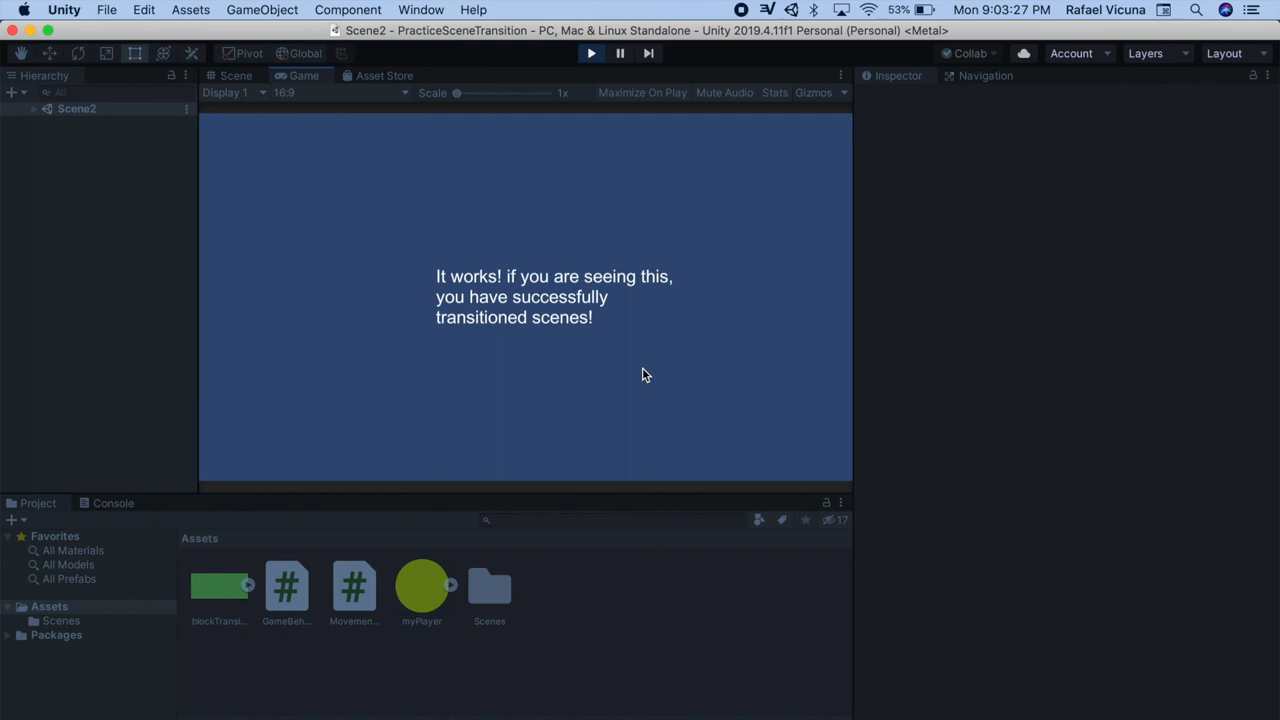 Unity File Edit Assets GameObject Component Window Help 53% Mon 9:03:27 PM Rafael Vicuna
Scene2 - PracticeSceneTransition - PC, Mac & Linux Standalone - Unity 2019.4.11f1 Personal (Personal) <Metal>
Pivot Global Collab Account Layers Layout
Hierarchy Scene Game Asset Store Inspector Navigation
All Display 1 16:9 Scale 1x Maximize On Play Mute Audio Stats Gizmos
Scene2
It works! if you are seeing this,
you have successfully
transitioned scenes!
Project Console
17
Favorites Assets
All Materials
All Models
All Prefabs
Assets
Scenes
Packages
blockTransi... GameBeh... Movemen... myPlayer Scenes